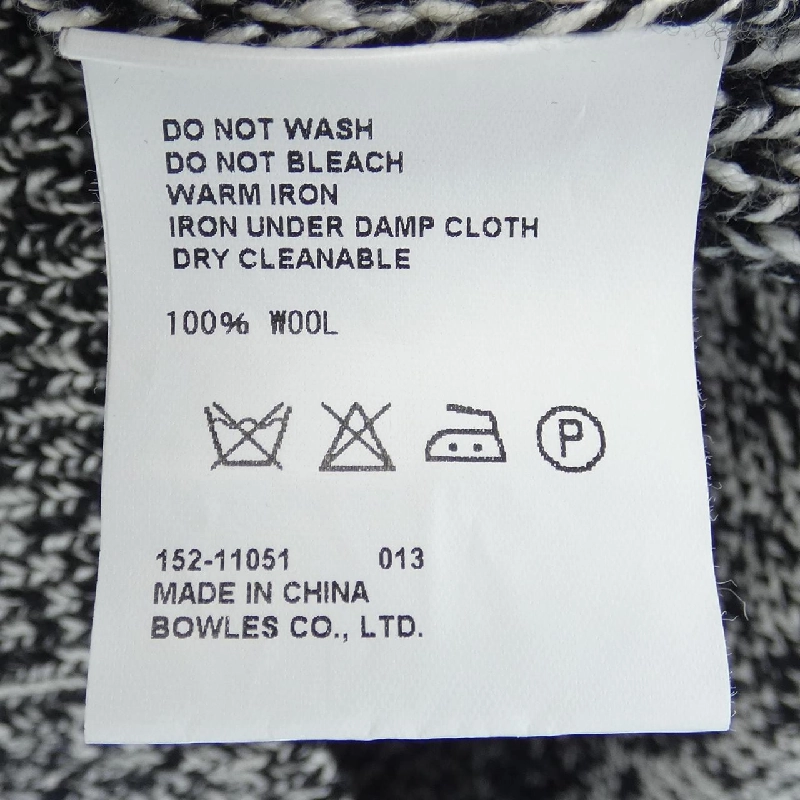 DO NOT WASH
DO NOT BLEACH
WARM IRON
IRON UNDER DAMP CLOTH
DRY CLEANABLE
100% WOOL
P
152-11051 013
MADE IN CHINA
BOWLES CO., LTD.